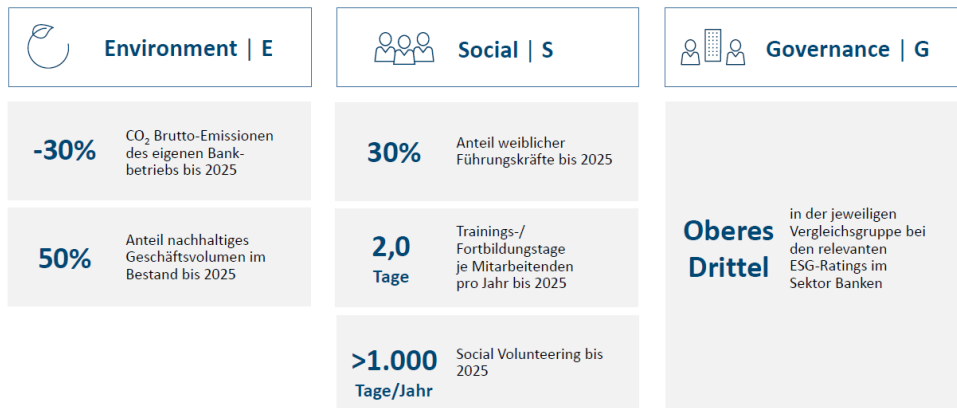 Environment | E
-30%
CO₂ Brutto-Emissionen
des eigenen Bank-
betriebs bis 2025
50%
Anteil nachhaltiges
Geschäftsvolumen im
Bestand bis 2025
Social | S
30%
Anteil weiblicher
Führungskräfte bis 2025
2,0
Tage
Trainings-/
Fortbildungstage
je Mitarbeitenden
pro Jahr bis 2025
>1.000
Tage/Jahr
Social Volunteering bis
2025
Governance | G
Oberes
Drittel
in der jeweiligen
Vergleichsgruppe bei
den relevanten
ESG-Ratings im
Sektor Banken